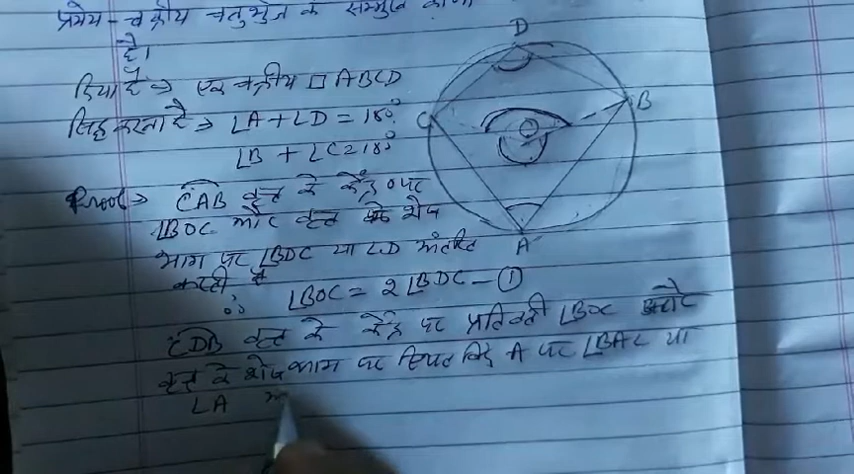 प्रमेय - चक्रीय चतुर्भुज के सम्मुख कोणों
है।
दिया है → एक चक्रीय □ ABCD
सिद्ध करना है → ∠A + ∠D = 180°
∠B + ∠C = 180°
Proof → CAB वृत्त के केंद्र O पर
∠BOC और वृत्त के शेष
भाग पर ∠BDC या ∠D अंतरित
करती है
∴ ∠BOC = 2∠BDC - ①
CDB वृत्त के केंद्र पर प्रतिवर्ती ∠BOC और
वृत्त के शेष भाग पर स्थित बिंदु A पर ∠BAC या
∠A
D
C
B
O
A